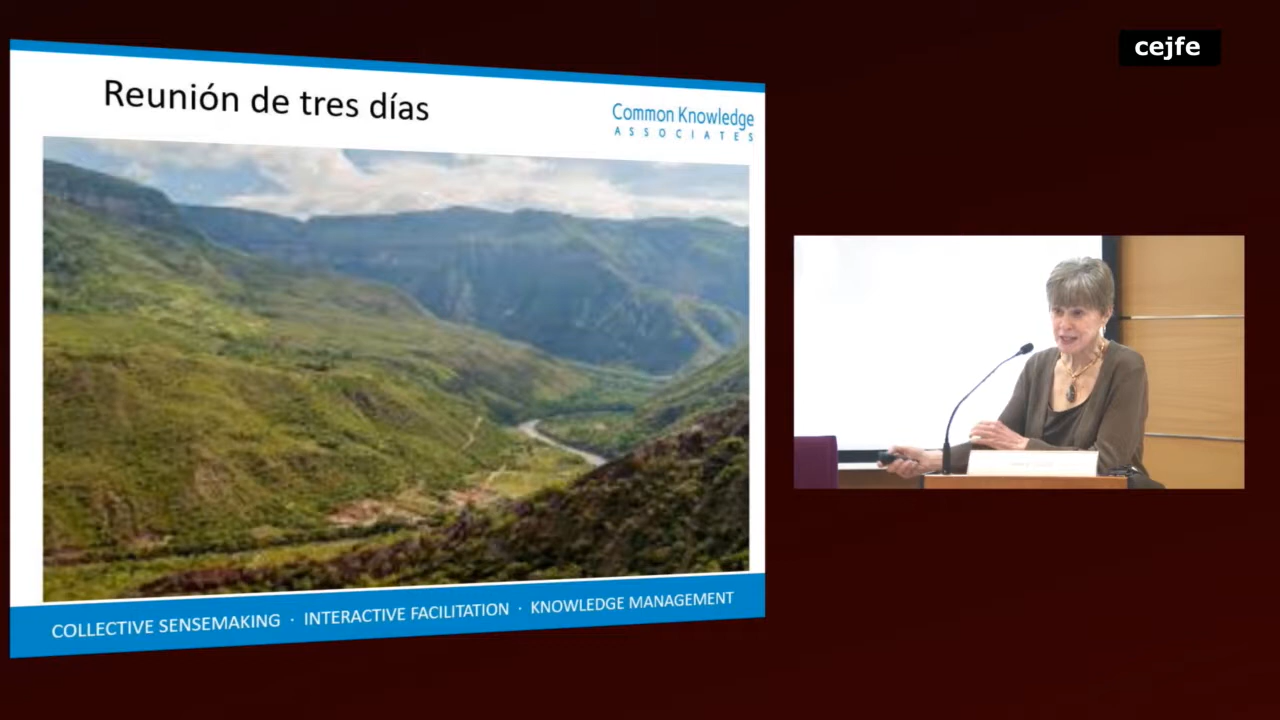 cejfe
Reunión de tres días
Common Knowledge
ASSOCIATES
COLLECTIVE SENSEMAKING · INTERACTIVE FACILITATION · KNOWLEDGE MANAGEMENT